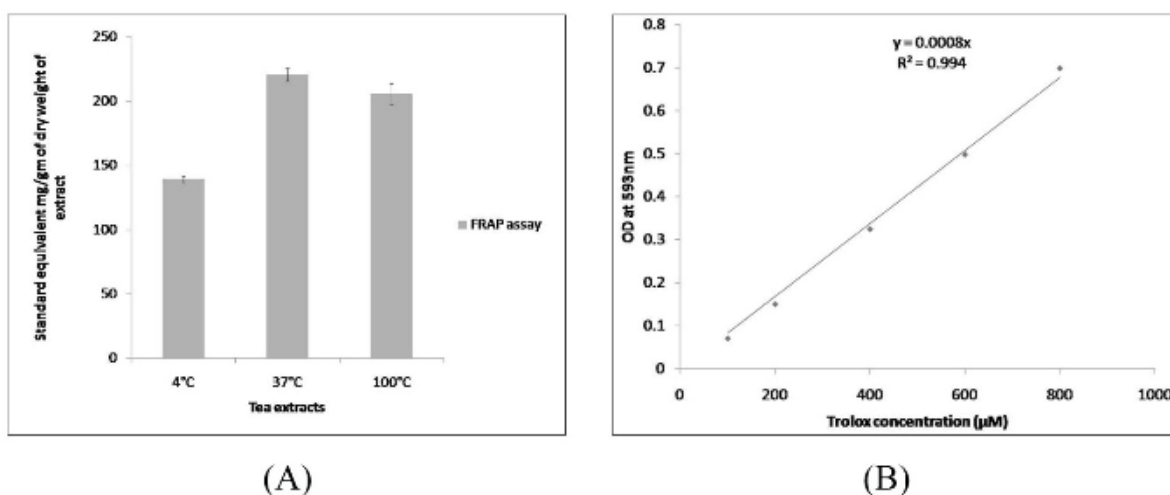 250
200
150
100
50
0
Standard equivalent mg/gm of dry weight of
extract
4°C 37°C 100°C
Tea extracts
FRAP assay
(A)
0.8
0.7
0.6
0.5
0.4
0.3
0.2
0.1
0
OD at 593nm
y = 0.0008x
R² = 0.994
0 200 400 600 800 1000
Trolox concentration (µM)
(B)